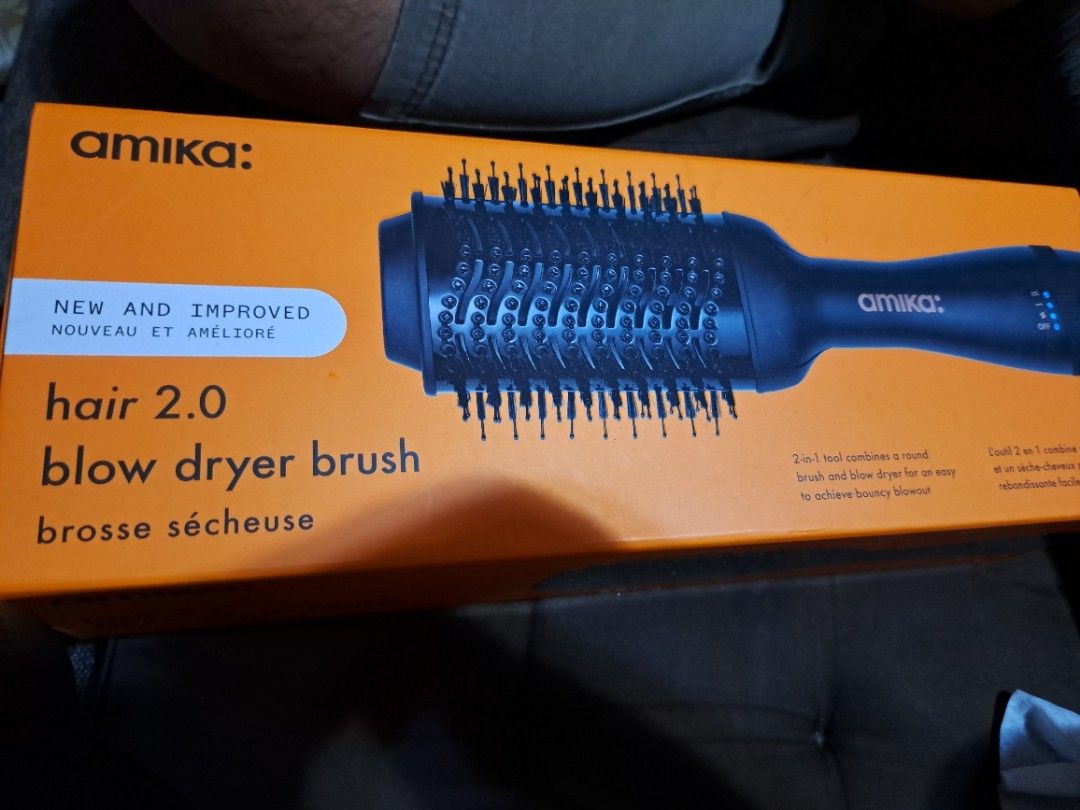 amika:
NEW AND IMPROVED
NOUVEAU ET AMÉLIORÉ
hair 2.0
blow dryer brush
brosse sécheuse
amika:
OFF
2-in-1 tool combines a round
brush and blow dryer for an easy
to achieve bouncy blowout
L'outil 2 en 1 combine
et un sèche-cheveux
rebondissante facile